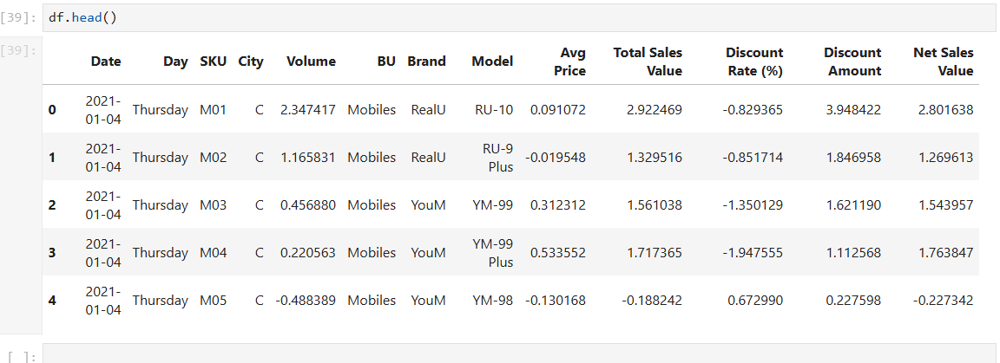 [39]: df.head()
[39]:
Date Day SKU City Volume BU Brand Model Avg Price Total Sales Value Discount Rate (%) Discount Amount Net Sales Value
0 2021-01-04 Thursday M01 C 2.347417 Mobiles RealU RU-10 0.091072 2.922469 -0.829365 3.948422 2.801638
1 2021-01-04 Thursday M02 C 1.165831 Mobiles RealU RU-9 Plus -0.019548 1.329516 -0.851714 1.846958 1.269613
2 2021-01-04 Thursday M03 C 0.456880 Mobiles YouM YM-99 0.312312 1.561038 -1.350129 1.621190 1.543957
3 2021-01-04 Thursday M04 C 0.220563 Mobiles YouM YM-99 Plus 0.533552 1.717365 -1.947555 1.112568 1.763847
4 2021-01-04 Thursday M05 C -0.488389 Mobiles YouM YM-98 -0.130168 -0.188242 0.672990 0.227598 -0.227342
[ ]: